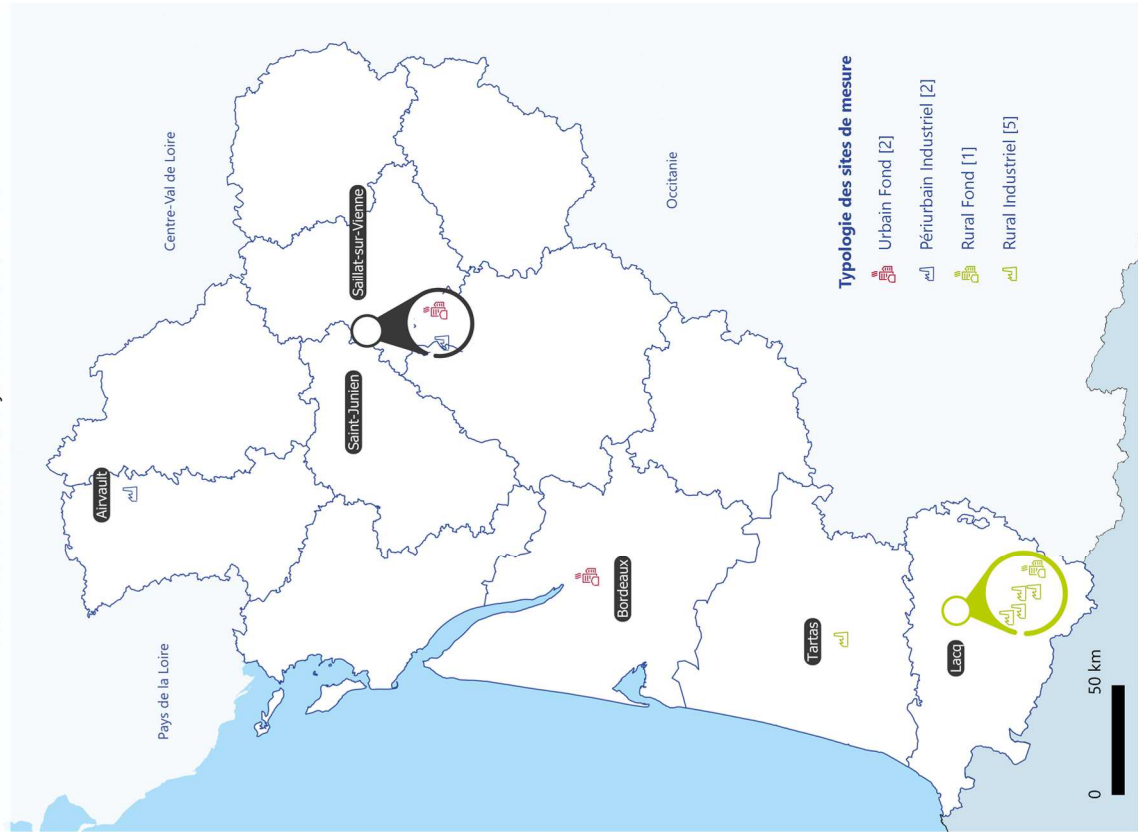 Pays de la Loire
Centre-Val de Loire
Airvault
Saint-Junien
Saillat-sur-Vienne
Bordeaux
Tartas
Lacq
Occitanie
Typologie des sites de mesure
Urbain Fond [2]
Périurbain Industriel [2]
Rural Fond [1]
Rural Industriel [5]
0
50 km